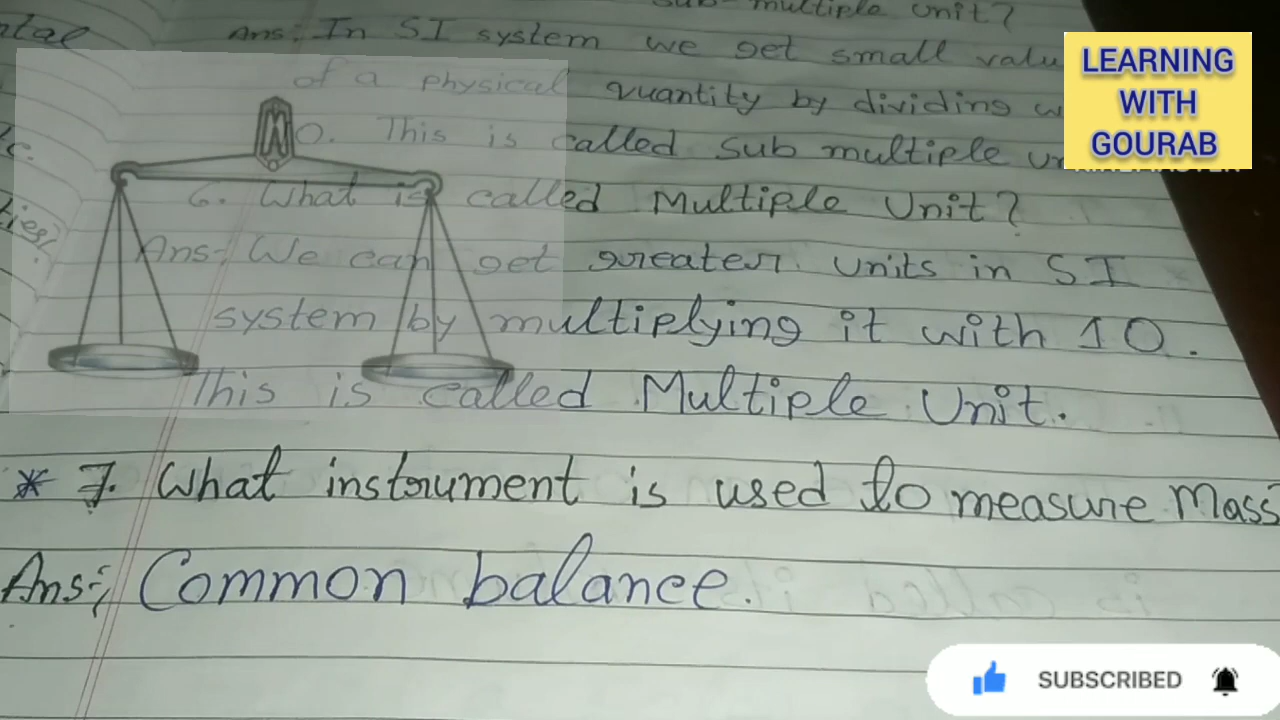 Sub-multiple Unit?
Ans: In SI system we get small
of a physical quantity by dividing
This is called Sub multiple
6. What is called Multiple Unit?
Ans:- We can get greater units in SI
system by multiplying it with 10.
This is called Multiple Unit.
* 7. What instrument is used to measure Mass
Ans:- Common balance.
LEARNING
WITH
GOURAB
SUBSCRIBED